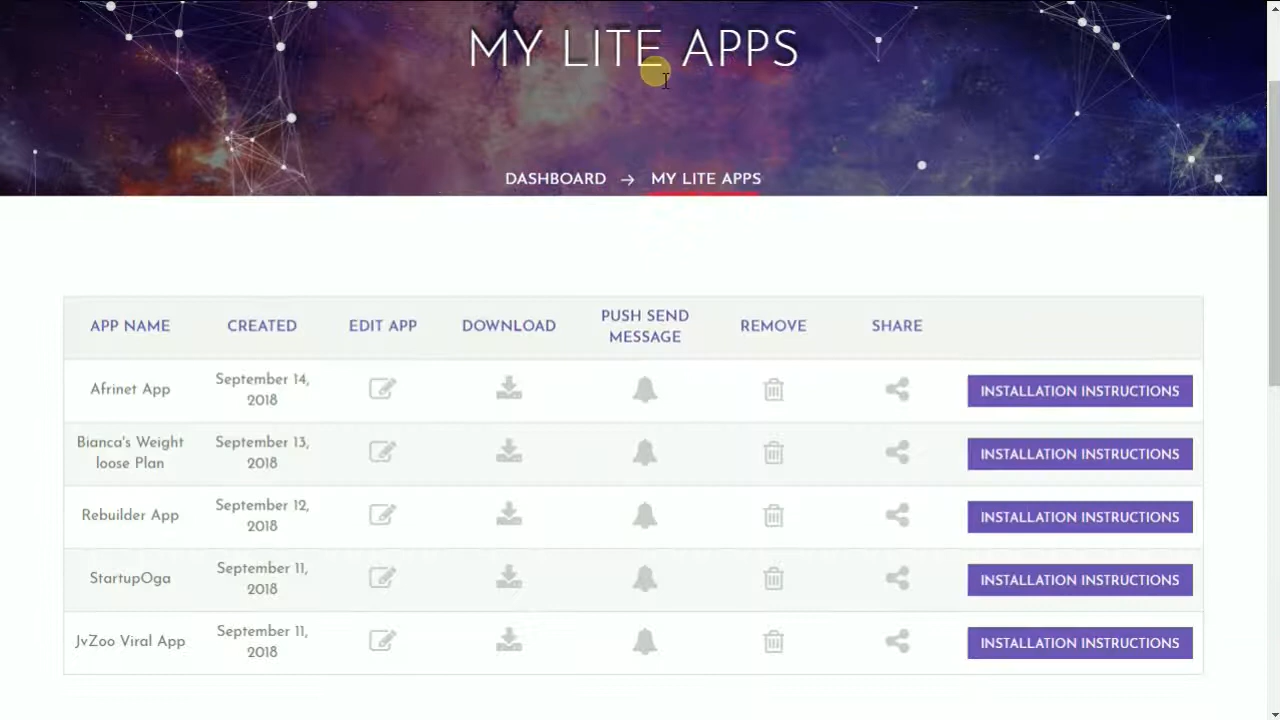 MY LITE APPS
DASHBOARD → MY LITE APPS
APP NAME CREATED EDIT APP DOWNLOAD PUSH SEND MESSAGE REMOVE SHARE
Afrinet App September 14, 2018 INSTALLATION INSTRUCTIONS
Bianca's Weight loose Plan September 13, 2018 INSTALLATION INSTRUCTIONS
Rebuilder App September 12, 2018 INSTALLATION INSTRUCTIONS
StartupOga September 11, 2018 INSTALLATION INSTRUCTIONS
JvZoo Viral App September 11, 2018 INSTALLATION INSTRUCTIONS